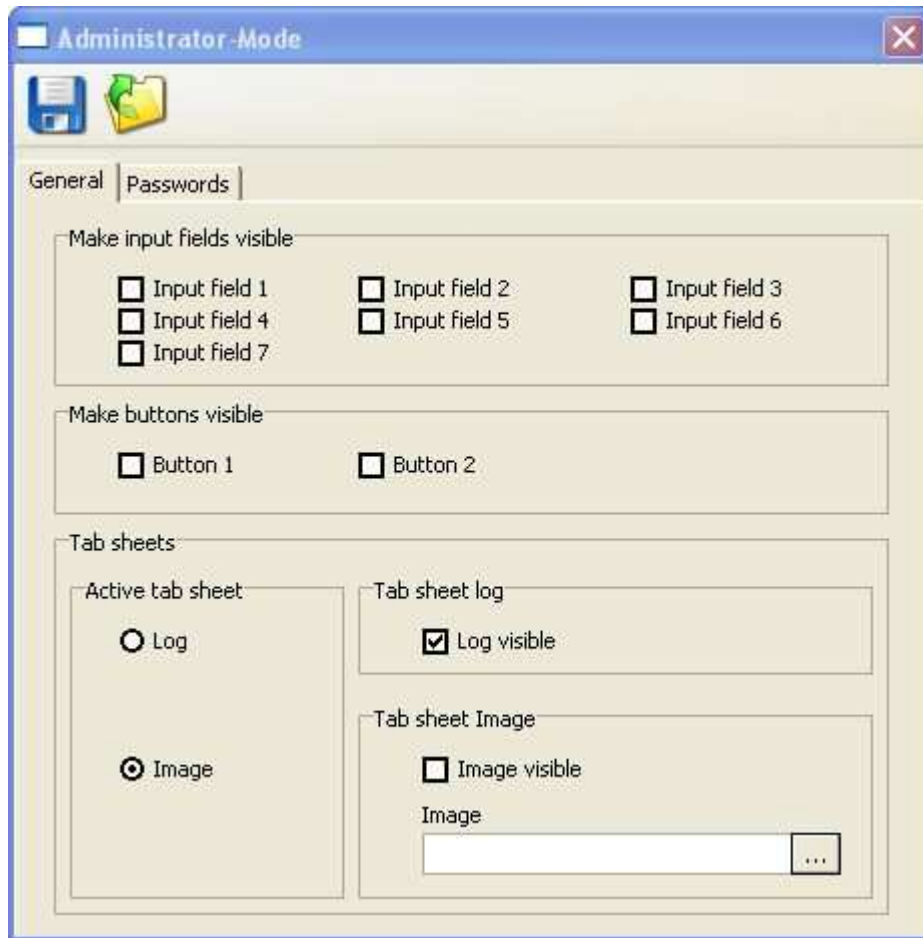 Administrator-Mode
General Passwords
Make input fields visible
Input field 1 Input field 2 Input field 3
Input field 4 Input field 5 Input field 6
Input field 7
Make buttons visible
Button 1 Button 2
Tab sheets
Active tab sheet Tab sheet log
Log Log visible
Tab sheet Image
Image Image visible
Image
...